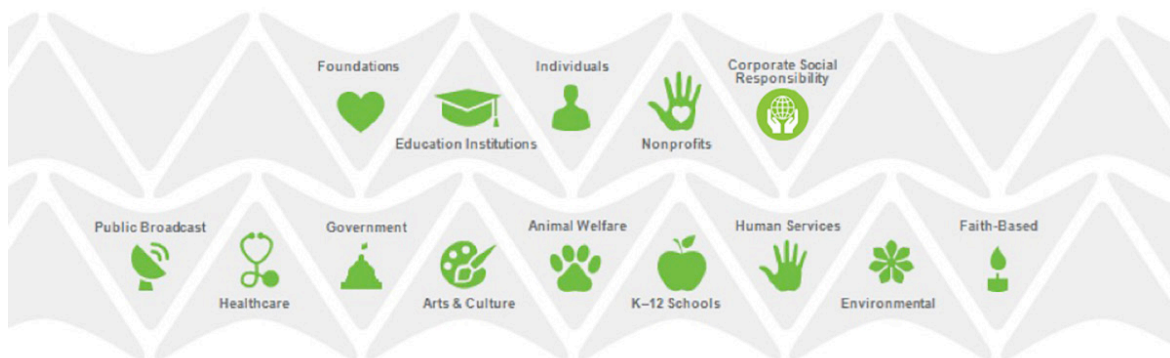 Foundations
Individuals
Corporate Social
Responsibility
Education Institutions
Nonprofits
Public Broadcast
Government
Animal Welfare
Human Services
Faith-Based
Healthcare
Arts & Culture
K–12 Schools
Environmental